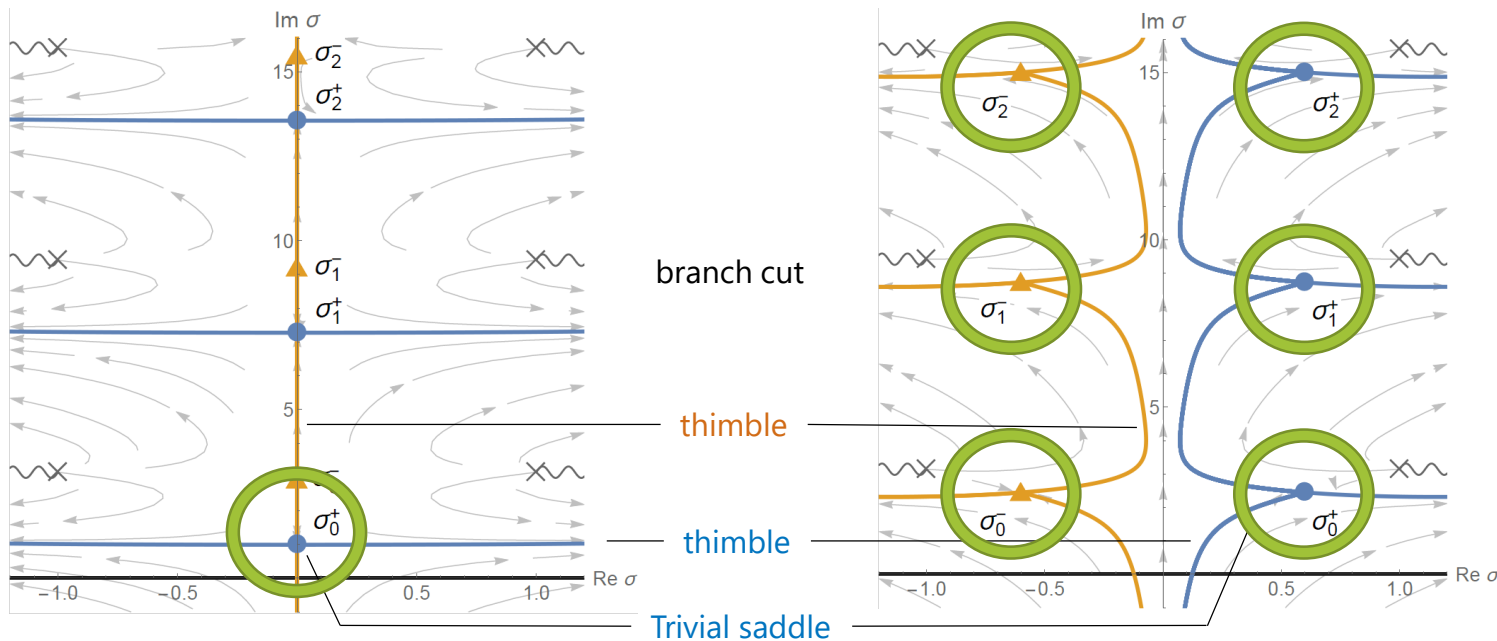 Im σ
Im σ
σ₂⁻
σ₂⁺
15
15
σ₂⁻
σ₂⁺
10
10
σ₁⁻
σ₁⁺
branch cut
σ₁⁻
σ₁⁺
5
5
thimble
σ₀⁺
σ₀⁻
σ₀⁺
thimble
-1.0
-0.5
0.5
1.0
Re σ
-1.0
-0.5
0.5
1.0
Re σ
Trivial saddle